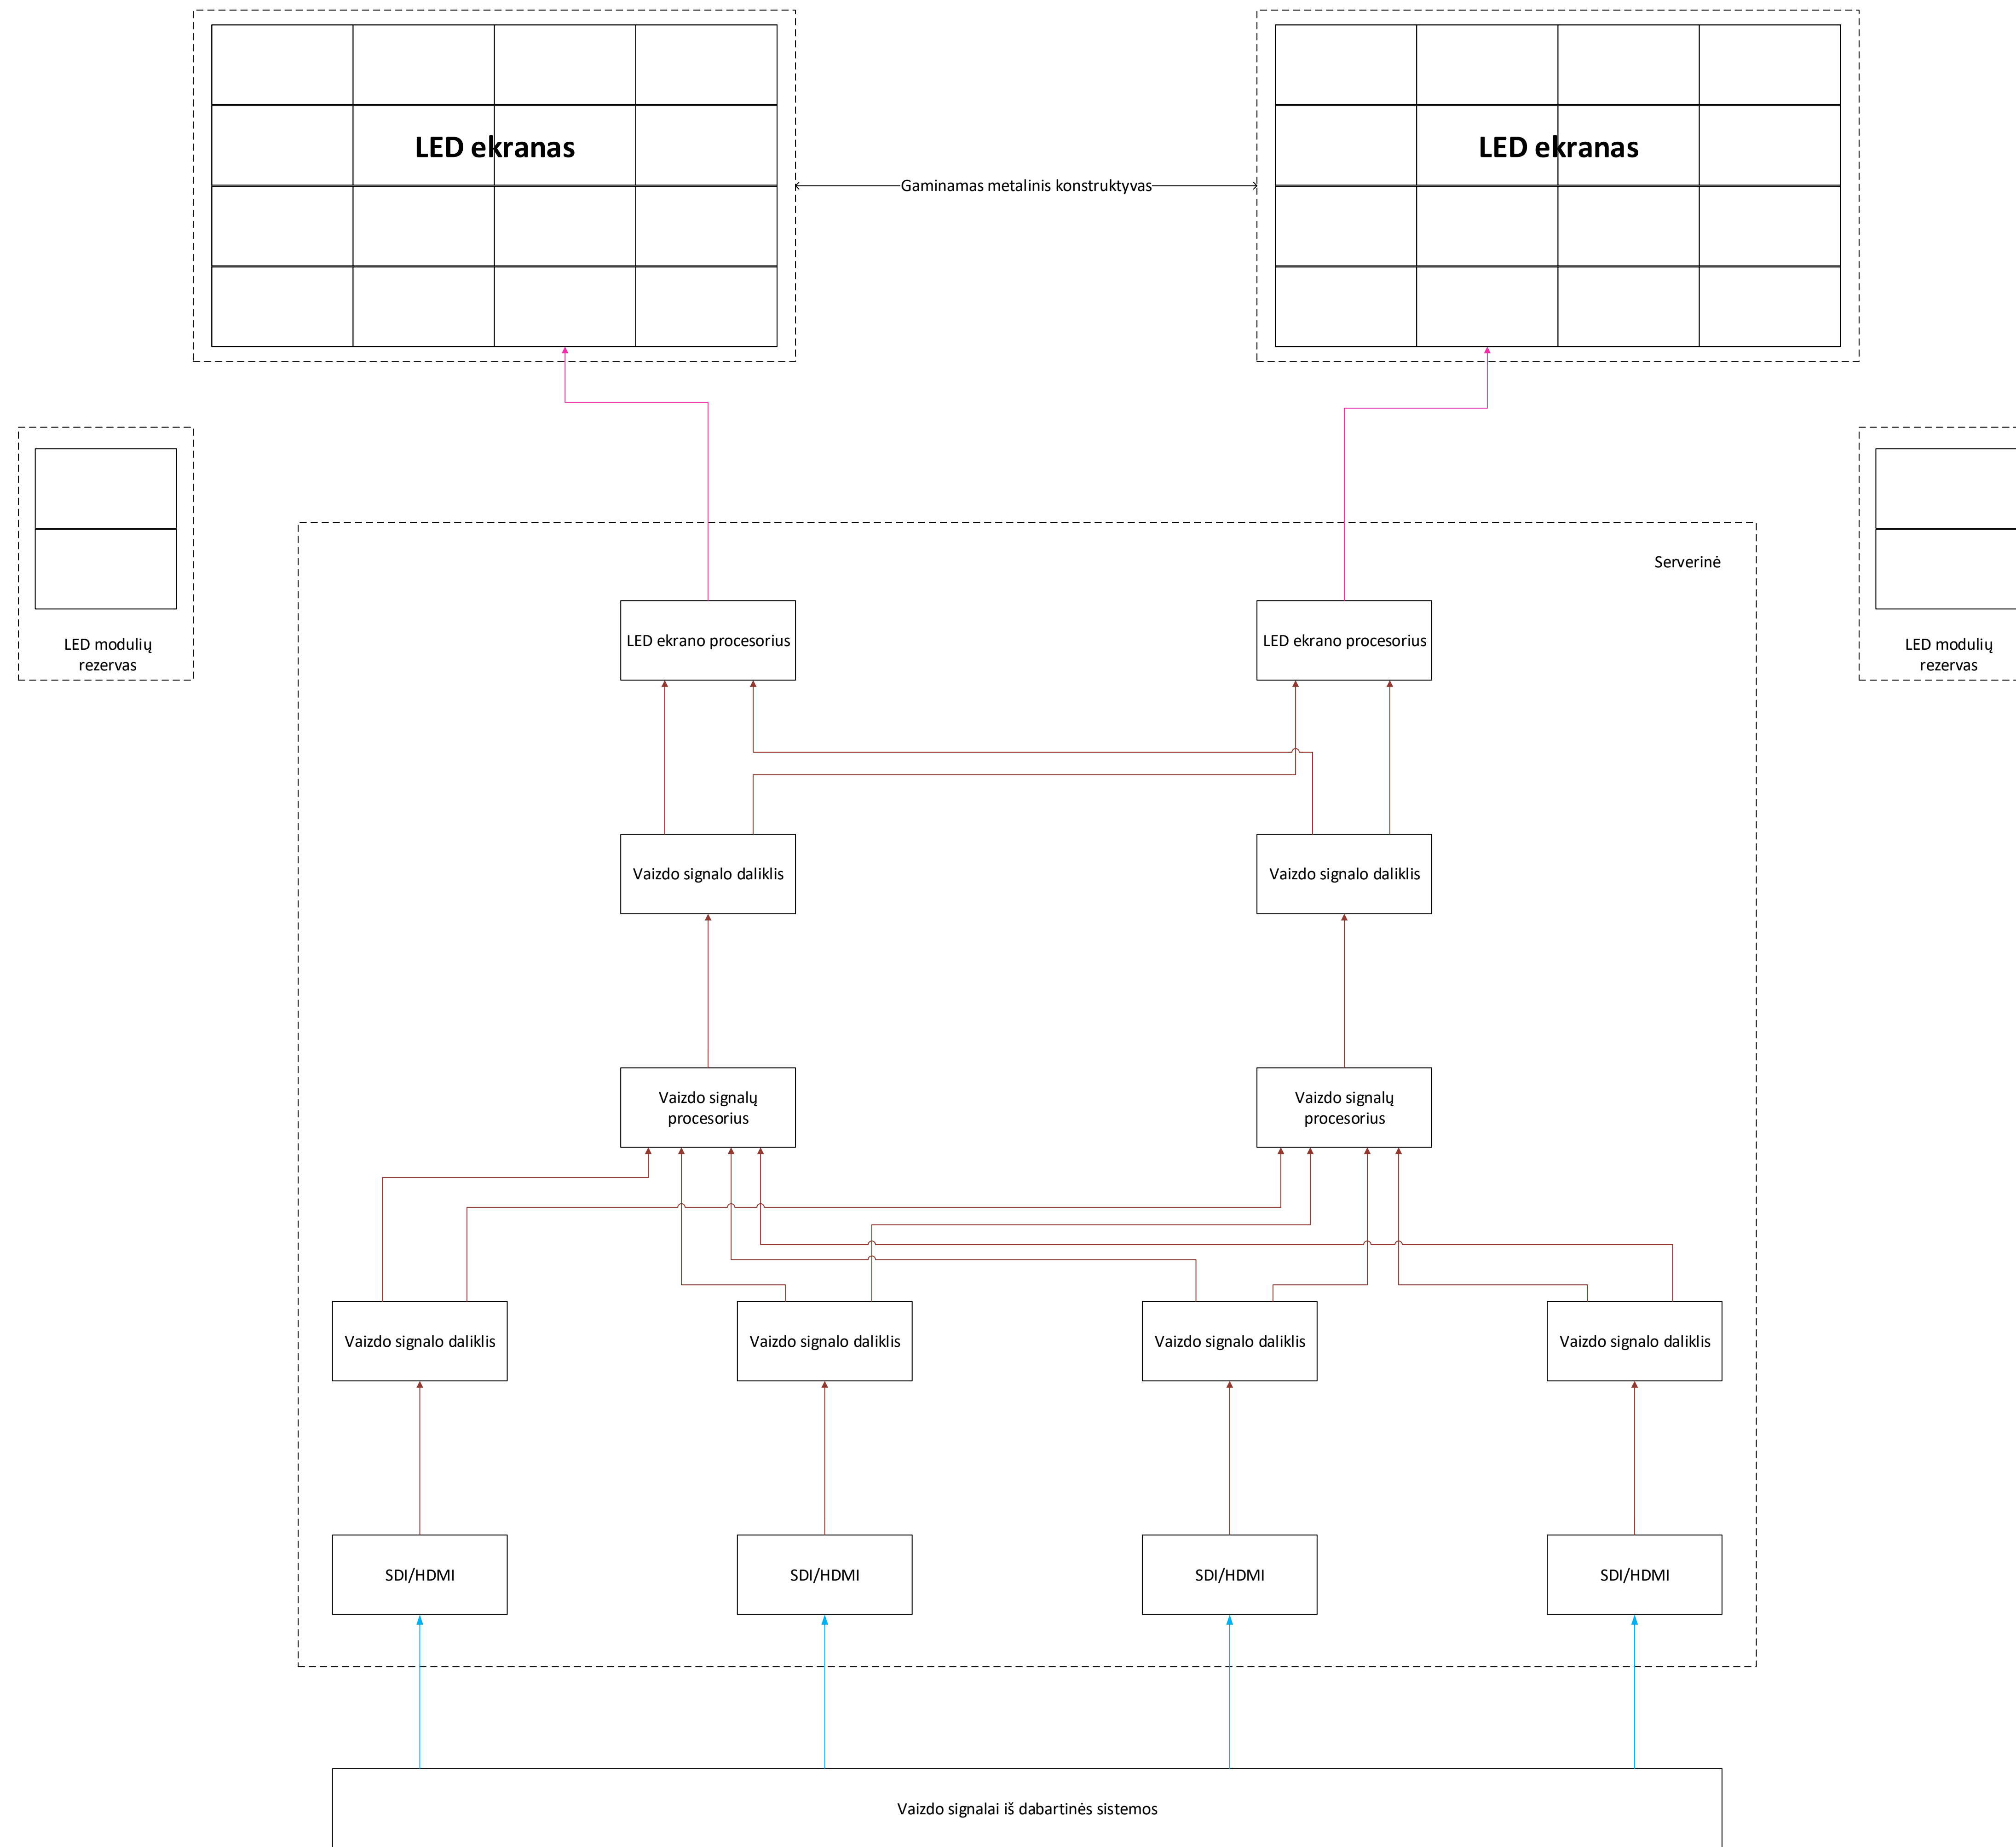 LED ekranas
LED ekranas
Gaminamas metalinis konstruktyvas
Serverinė
LED modulių
rezervas
LED modulių
rezervas
LED ekrano procesorius
LED ekrano procesorius
Vaizdo signalo daliklis
Vaizdo signalo daliklis
Vaizdo signalų
procesorius
Vaizdo signalų
procesorius
Vaizdo signalo daliklis
Vaizdo signalo daliklis
Vaizdo signalo daliklis
Vaizdo signalo daliklis
SDI/HDMI
SDI/HDMI
SDI/HDMI
SDI/HDMI
Vaizdo signalai iš dabartinės sistemos